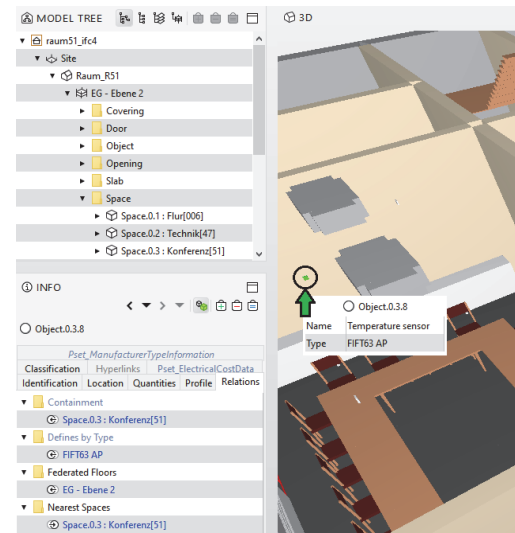 MODEL TREE
raum51_ifc4
Site
Raum_R51
EG - Ebene 2
Covering
Door
Object
Opening
Slab
Space
Space.0.1 : Flur[006]
Space.0.2 : Technik[47]
Space.0.3 : Konferenz[51]
INFO
Object.0.3.8
Pset_ManufacturerTypeInformation
Classification Hyperlinks Pset_ElectricalCostData
Identification Location Quantities Profile Relations
Containment
Space.0.3 : Konferenz[51]
Defines by Type
FIFT63 AP
Federated Floors
EG - Ebene 2
Nearest Spaces
Space.0.3 : Konferenz[51]
3D
Object.0.3.8
Name Temperature sensor
Type FIFT63 AP